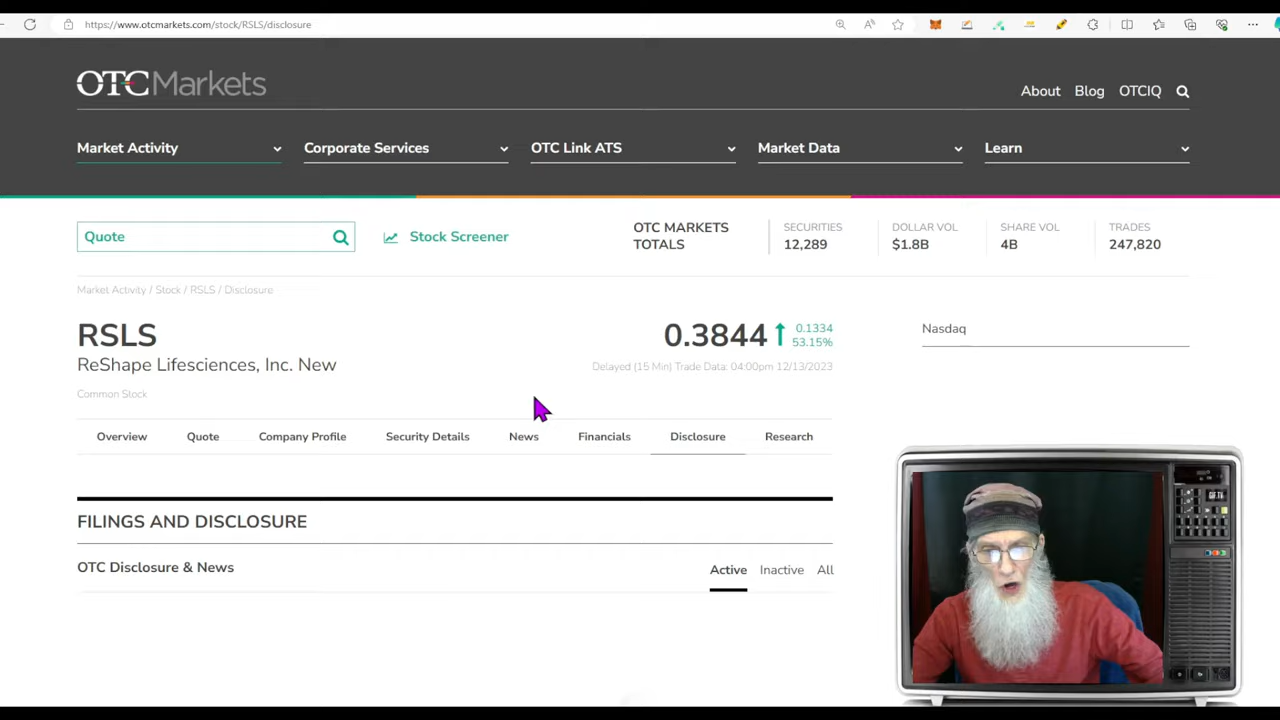 https://www.otcmarkets.com/stock/RSLS/disclosure
OTCMarkets
About Blog OTCIQ
Market Activity Corporate Services OTC Link ATS Market Data Learn
Quote
Stock Screener
OTC MARKETS TOTALS
SECURITIES
12,289
DOLLAR VOL
$1.8B
SHARE VOL
4B
TRADES
247,820
Market Activity / Stock / RSLS / Disclosure
RSLS
ReShape Lifesciences, Inc. New
Common Stock
0.3844
0.1334
53.15%
Delayed (15 Min) Trade Data: 04:00pm 12/13/2023
Nasdaq
Overview Quote Company Profile Security Details News Financials Disclosure Research
FILINGS AND DISCLOSURE
OTC Disclosure & News
Active Inactive All